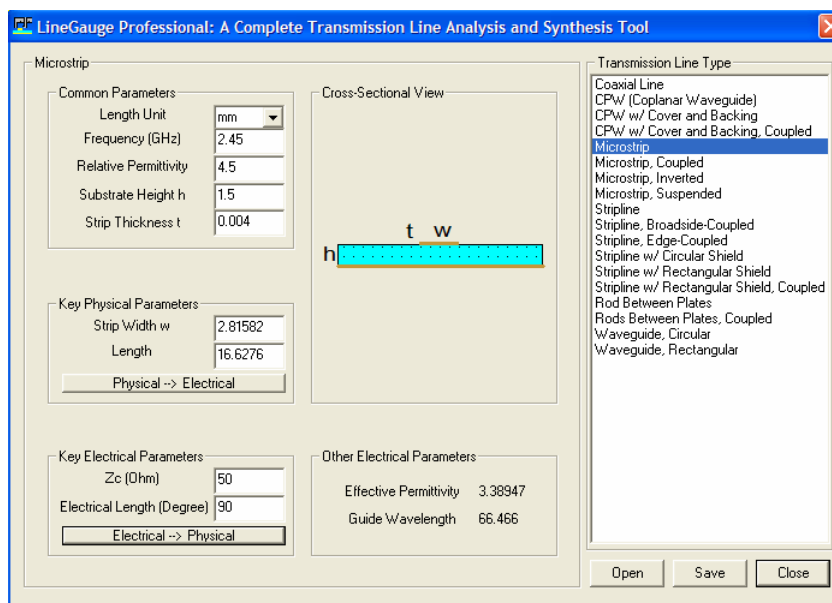 LineGauge Professional: A Complete Transmission Line Analysis and Synthesis Tool
Microstrip
Common Parameters
Length Unit mm
Frequency (GHz) 2.45
Relative Permittivity 4.5
Substrate Height h 1.5
Strip Thickness t 0.004
Key Physical Parameters
Strip Width w 2.81582
Length 16.6276
Physical --> Electrical
Key Electrical Parameters
Zc (Ohm) 50
Electrical Length (Degree) 90
Electrical --> Physical
Cross-Sectional View
t w
h
Other Electrical Parameters
Effective Permittivity 3.38947
Guide Wavelength 66.466
Transmission Line Type
Coaxial Line
CPW (Coplanar Waveguide)
CPW w/ Cover and Backing
CPW w/ Cover and Backing, Coupled
Microstrip
Microstrip, Coupled
Microstrip, Inverted
Microstrip, Suspended
Stripline
Stripline, Broadside-Coupled
Stripline, Edge-Coupled
Stripline w/ Circular Shield
Stripline w/ Rectangular Shield
Stripline w/ Rectangular Shield, Coupled
Rod Between Plates
Rods Between Plates, Coupled
Waveguide, Circular
Waveguide, Rectangular
Open Save Close